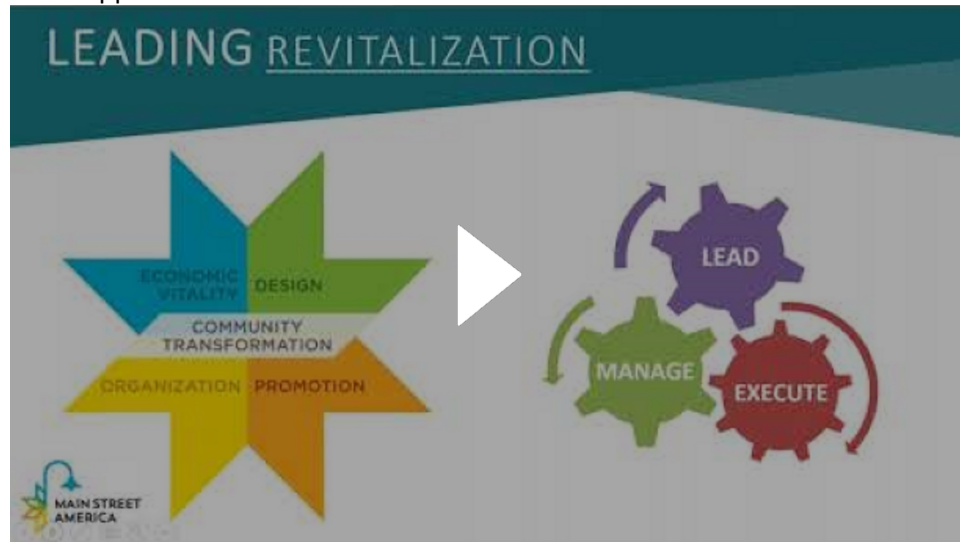 LEADING REVITALIZATION
ECONOMIC
VITALITY
DESIGN
COMMUNITY
TRANSFORMATION
ORGANIZATION
PROMOTION
LEAD
MANAGE
EXECUTE
MAIN STREET
AMERICA